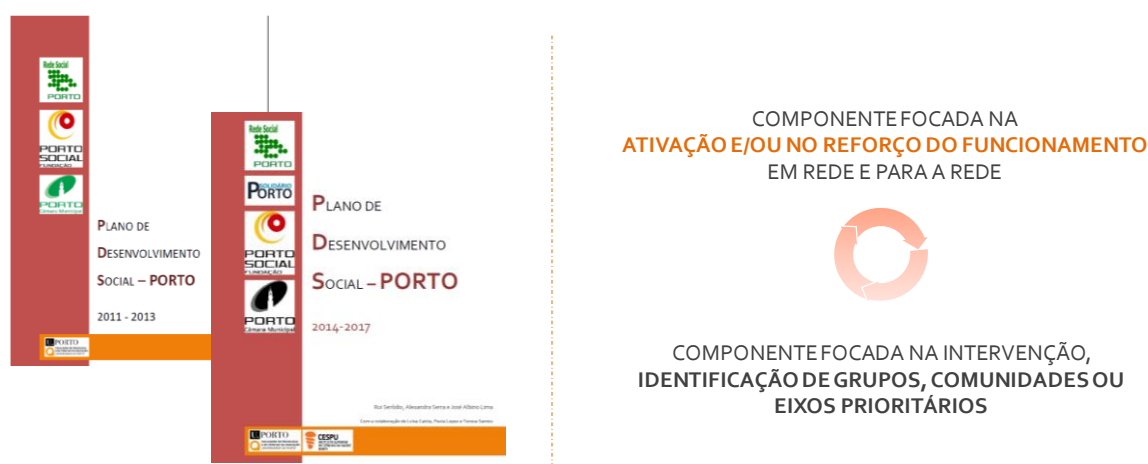 Rede Social
PORTO
PORTO
SOCIAL
FUNDAÇÃO
PORTO
Câmara Municipal
PLANO DE
DESENVOLVIMENTO
SOCIAL – PORTO
2011 - 2013
U.PORTO
Rede Social
PORTO
SOLIDÁRIO
PORTO
PORTO
SOCIAL
FUNDAÇÃO
PORTO
Câmara Municipal
PLANO DE
DESENVOLVIMENTO
SOCIAL – PORTO
2014-2017
Rui Serôdio, Alexandra Serra e José Albino Lima
U.PORTO
CESPU
COMPONENTE FOCADA NA
ATIVAÇÃO E/OU NO REFORÇO DO FUNCIONAMENTO
EM REDE E PARA A REDE
COMPONENTE FOCADA NA INTERVENÇÃO,
IDENTIFICAÇÃO DE GRUPOS, COMUNIDADES OU
EIXOS PRIORITÁRIOS